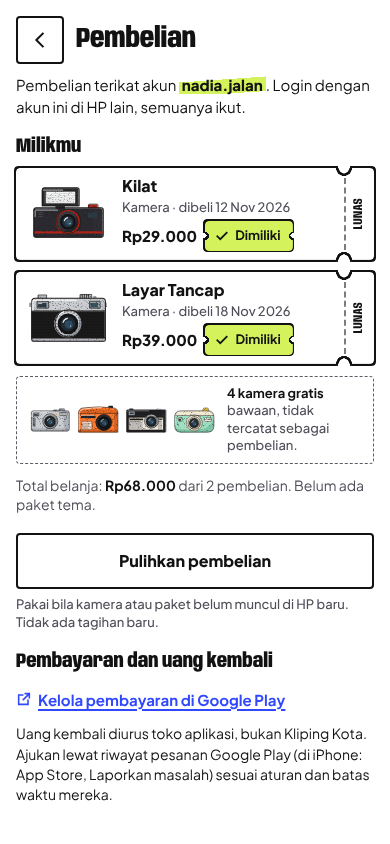 Pembelian
Pembelian terikat akun nadia.jalan. Login dengan
akun ini di HP lain, semuanya ikut.
Milikmu
Kilat
Kamera · dibeli 12 Nov 2026
Rp29.000
Dimiliki
LUNAS
Layar Tancap
Kamera · dibeli 18 Nov 2026
Rp39.000
Dimiliki
LUNAS
4 kamera gratis
bawaan, tidak
tercatat sebagai
pembelian.
Total belanja: Rp68.000 dari 2 pembelian. Belum ada
paket tema.
Pulihkan pembelian
Pakai bila kamera atau paket belum muncul di HP baru.
Tidak ada tagihan baru.
Pembayaran dan uang kembali
Kelola pembayaran di Google Play
Uang kembali diurus toko aplikasi, bukan Kliping Kota.
Ajukan lewat riwayat pesanan Google Play (di iPhone:
App Store, Laporkan masalah) sesuai aturan dan batas
waktu mereka.